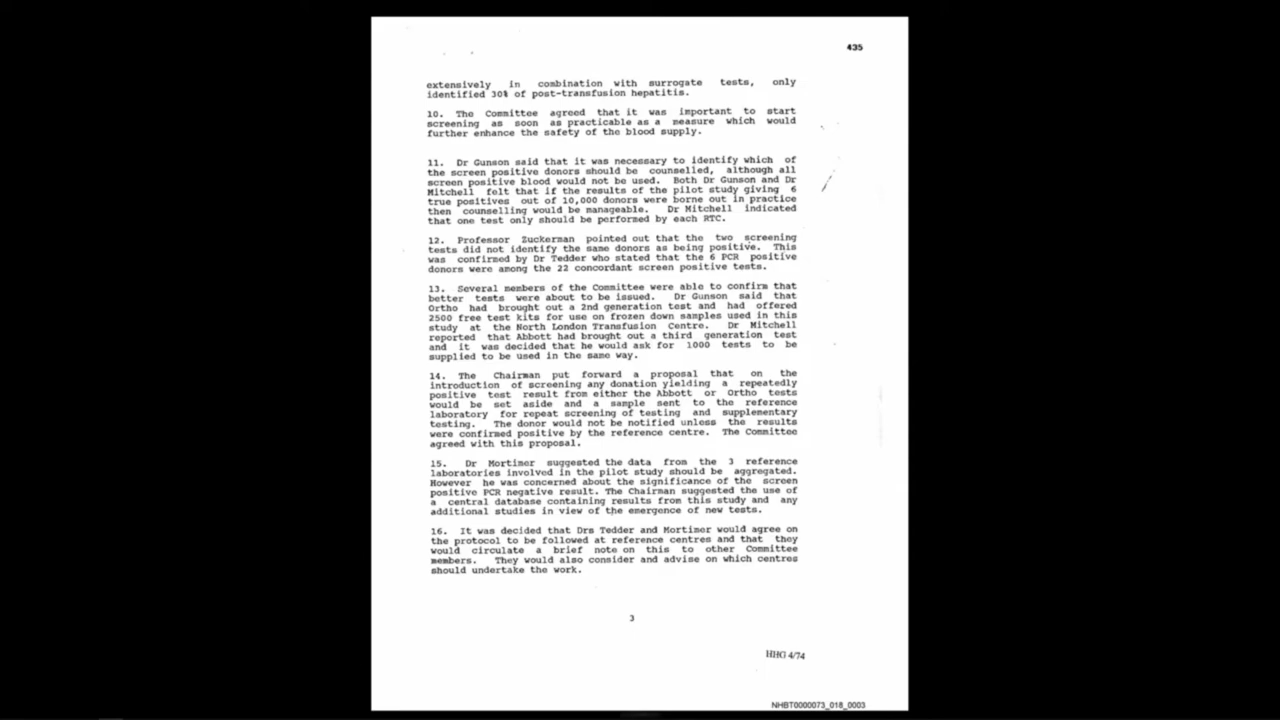 435
extensively in combination with surrogate tests, only
identified 30% of post-transfusion hepatitis.
10. The Committee agreed that it was important to start
screening as soon as practicable as a measure which would
further enhance the safety of the blood supply.
11. Dr Gunson said that it was necessary to identify which of
the screen positive donors should be counselled, although all
screen positive blood would not be used. Both Dr Gunson and Dr
Mitchell felt that if the results of the pilot study giving 6
true positives out of 10,000 donors were borne out in practice
then counselling would be manageable. Dr Mitchell indicated
that one test only should be performed by each RTC.
12. Professor Zuckerman pointed out that the two screening
tests did not identify the same donors as being positive. This
was confirmed by Dr Tedder who stated that the 6 PCR positive
donors were among the 22 concordant screen positive tests.
13. Several members of the Committee were able to confirm that
better tests were about to be issued. Dr Gunson said that
Ortho had brought out a 2nd generation test and had offered
2500 free test kits for use on frozen down samples used in this
study at the North London Transfusion Centre. Dr Mitchell
reported that Abbott had brought out a third generation test
and it was decided that he would ask for 1000 tests to be
supplied to be used in the same way.
14. The Chairman put forward a proposal that on the
introduction of screening any donation yielding a repeatedly
positive test result from either the Abbott or Ortho tests
would be set aside and a sample sent to the reference
laboratory for repeat screening of testing and supplementary
testing. The donor would not be notified unless the results
were confirmed positive by the reference centre. The Committee
agreed with this proposal.
15. Dr Mortimer suggested the data from the 3 reference
laboratories involved in the pilot study should be aggregated.
However he was concerned about the significance of the screen
positive PCR negative result. The Chairman suggested the use of
a central database containing results from this study and any
additional studies in view of the emergence of new tests.
16. It was decided that Drs Tedder and Mortimer would agree on
the protocol to be followed at reference centres and that they
would circulate a brief note on this to other Committee
members. They would also consider and advise on which centres
should undertake the work.
3
HHG 4/74
NHBT0000073_018_0003